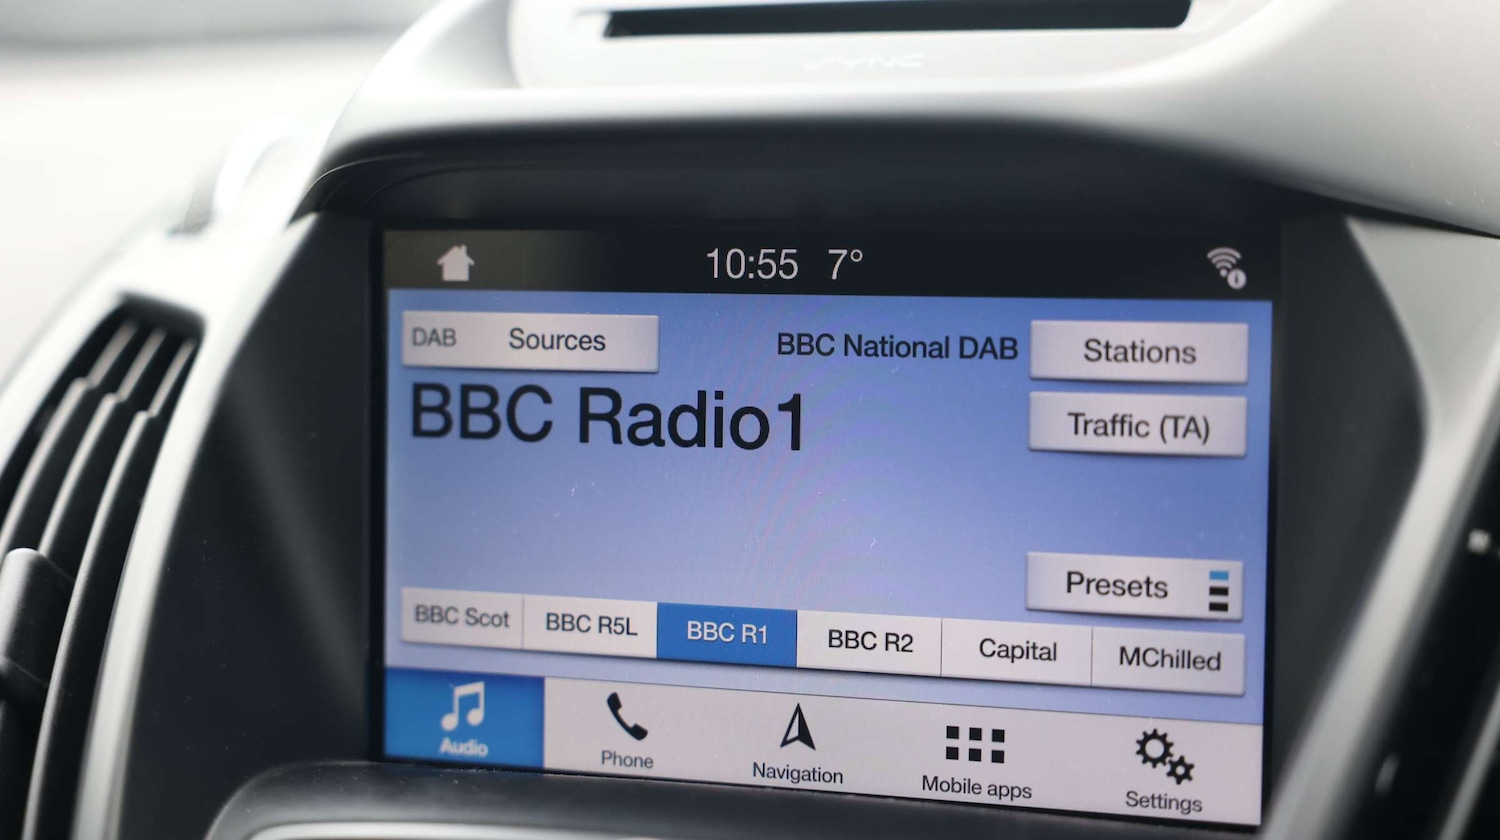 SYNC
10:55 7°
DAB Sources
BBC National DAB
Stations
BBC Radio1
Traffic (TA)
Presets
BBC Scot BBC R5L BBC R1 BBC R2 Capital MChilled
Audio Phone Navigation Mobile apps Settings